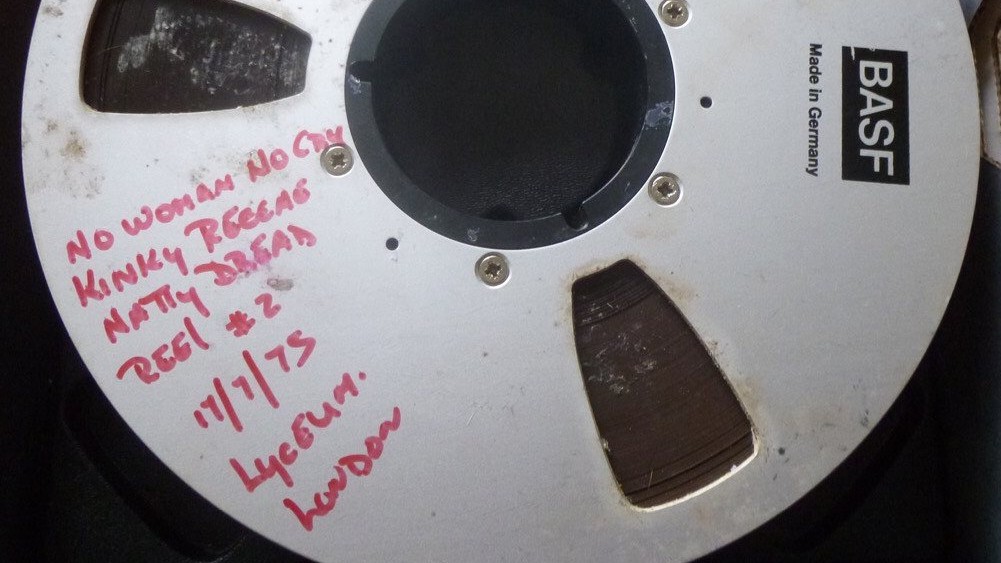 NO WOMAN NO CRY
KINKY REGGAE
NATTY DREAD
REEL #2
17/7/75
LYCEUM.
LONDON
BASF
Made in Germany